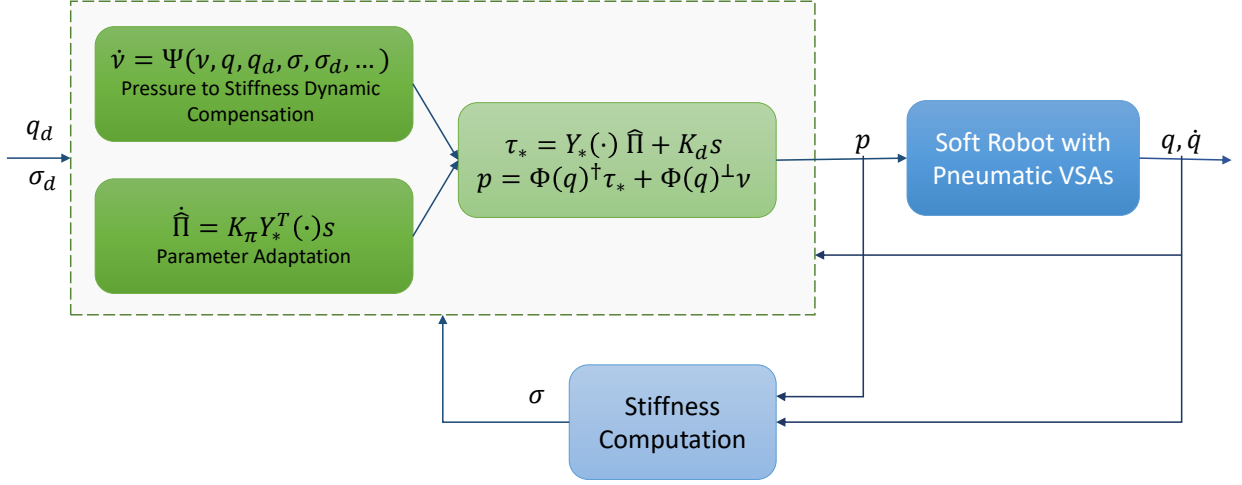 q_d
σ_d
ν̇ = Ψ(ν, q, q_d, σ, σ_d, … )
Pressure to Stiffness Dynamic
Compensation
Π̂̇ = K_π Y_*^T(·)s
Parameter Adaptation
τ_* = Y_*(·) Π̂ + K_d s
p = Φ(q)^† τ_* + Φ(q)^⊥ ν
p
Soft Robot with
Pneumatic VSAs
q, q̇
σ
Stiffness
Computation